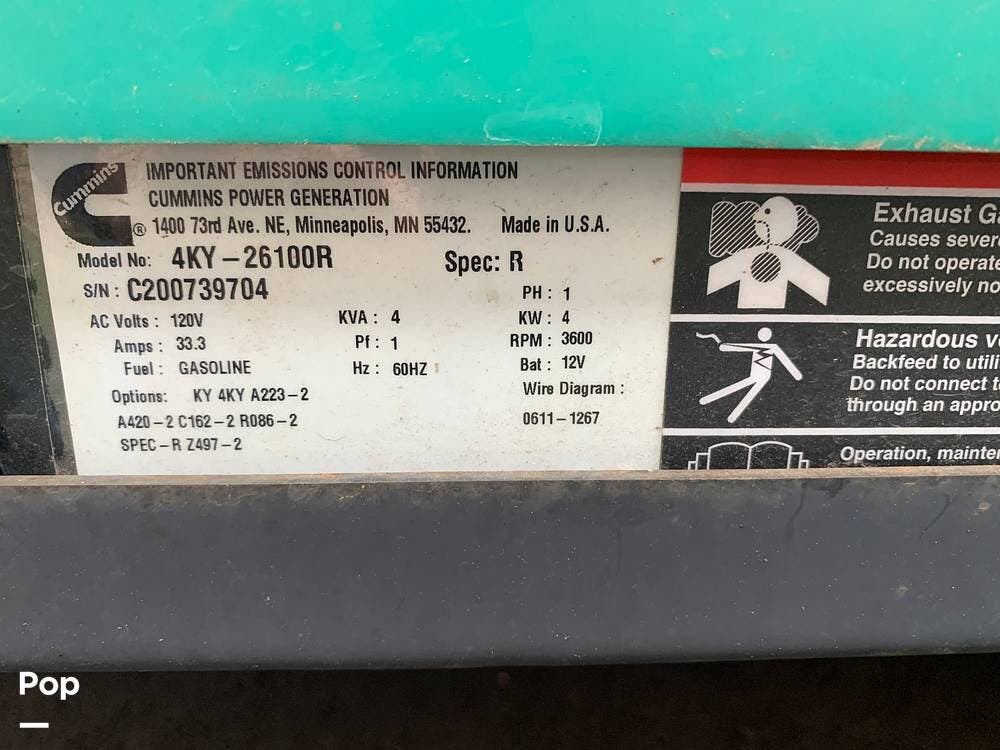 Cummins
®
IMPORTANT EMISSIONS CONTROL INFORMATION
CUMMINS POWER GENERATION
1400 73rd Ave. NE, Minneapolis, MN 55432. Made in U.S.A.
Model No: 4KY-26100R Spec: R
S/N : C200739704 PH : 1
AC Volts : 120V KVA : 4 KW : 4
Amps : 33.3 Pf : 1 RPM : 3600
Fuel : GASOLINE Hz : 60HZ Bat : 12V
Options: KY 4KY A223-2 Wire Diagram :
A420-2 C162-2 R086-2 0611-1267
SPEC-R Z497-2
Exhaust G
Causes sever
Do not operat
excessively no
Hazardous v
Backfeed to utili
Do not connect t
through an appro
Operation, mainte
Pop